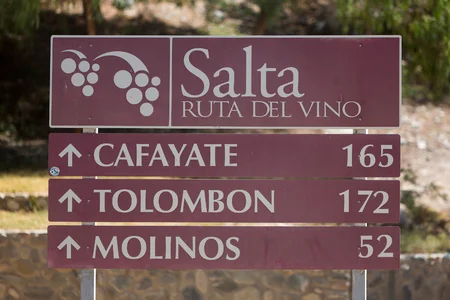 Salta
RUTA DEL VINO
↑ CAFAYATE 165
↑ TOLOMBON 172
↑ MOLINOS 52